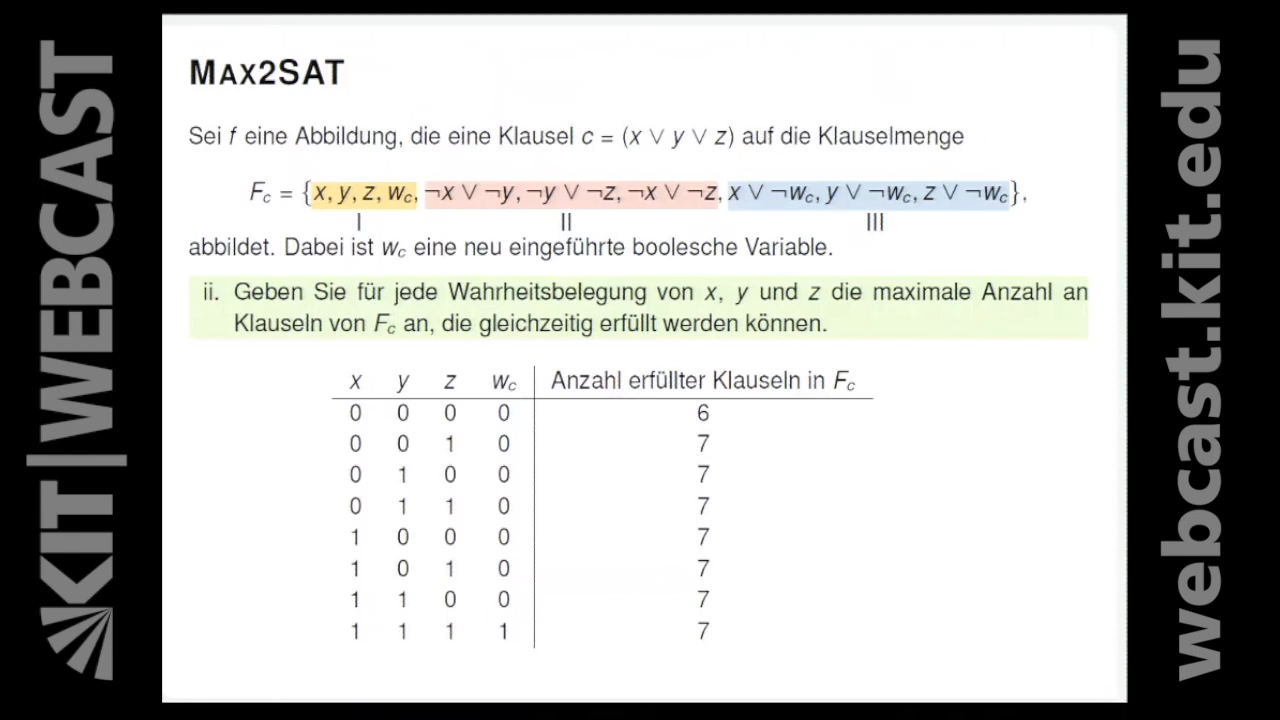 KIT|WEBCAST
MAX2SAT
Sei f eine Abbildung, die eine Klausel c = (x ∨ y ∨ z) auf die Klauselmenge
F_c = {x, y, z, w_c, ¬x ∨ ¬y, ¬y ∨ ¬z, ¬x ∨ ¬z, x ∨ ¬w_c, y ∨ ¬w_c, z ∨ ¬w_c},
I II III
abbildet. Dabei ist w_c eine neu eingeführte boolesche Variable.
ii. Geben Sie für jede Wahrheitsbelegung von x, y und z die maximale Anzahl an
Klauseln von F_c an, die gleichzeitig erfüllt werden können.
x y z w_c Anzahl erfüllter Klauseln in F_c
0 0 0 0 6
0 0 1 0 7
0 1 0 0 7
0 1 1 0 7
1 0 0 0 7
1 0 1 0 7
1 1 0 0 7
1 1 1 1 7
webcast.kit.edu